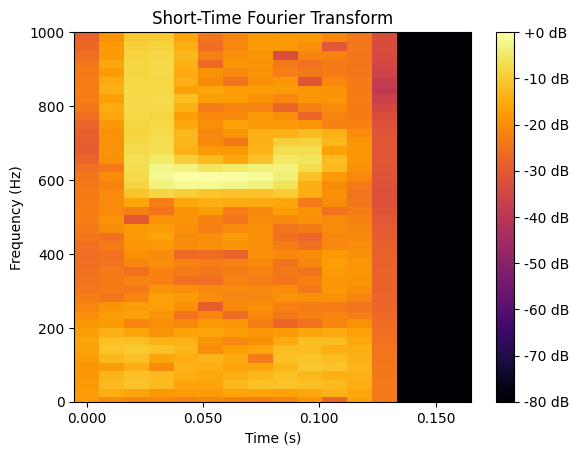 Short-Time Fourier Transform
1000
800
600
400
200
0
Frequency (Hz)
0.000
0.050
0.100
0.150
Time (s)
+0 dB
-10 dB
-20 dB
-30 dB
-40 dB
-50 dB
-60 dB
-70 dB
-80 dB